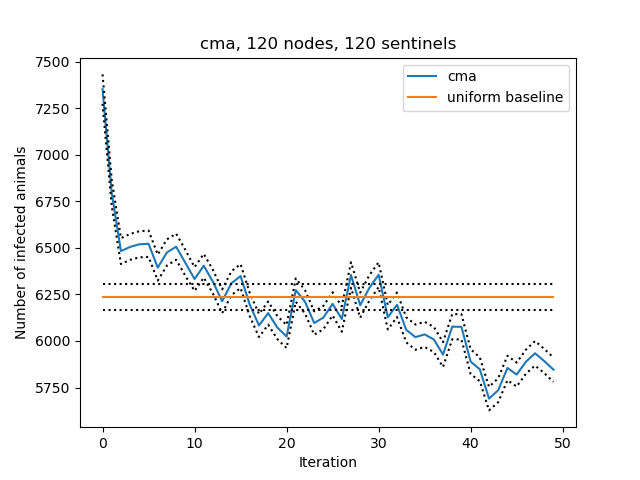 cma, 120 nodes, 120 sentinels
cma
uniform baseline
7500
7250
7000
6750
6500
6250
6000
5750
Number of infected animals
0 10 20 30 40 50
Iteration